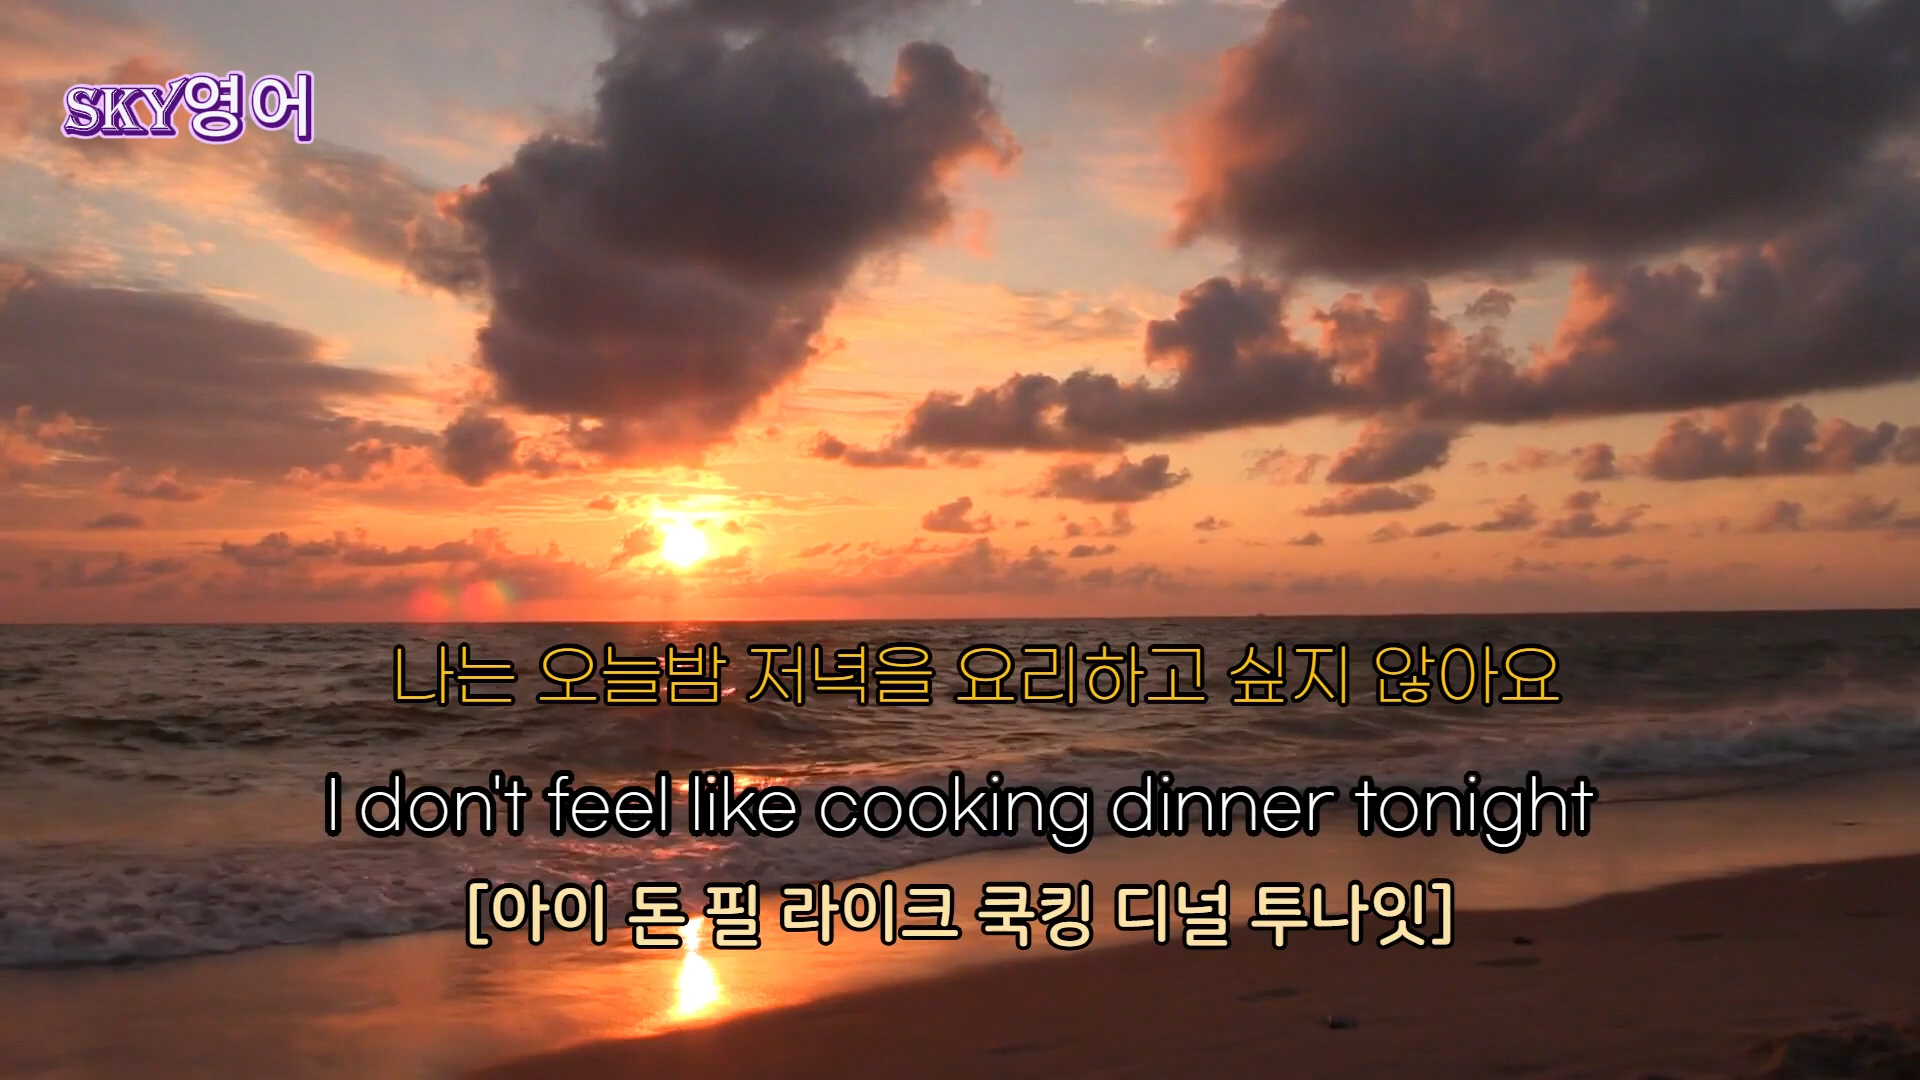 SKY영어
나는 오늘밤 저녁을 요리하고 싶지 않아요
I don't feel like cooking dinner tonight
[아이 돈 필 라이크 쿡킹 디널 투나잇]